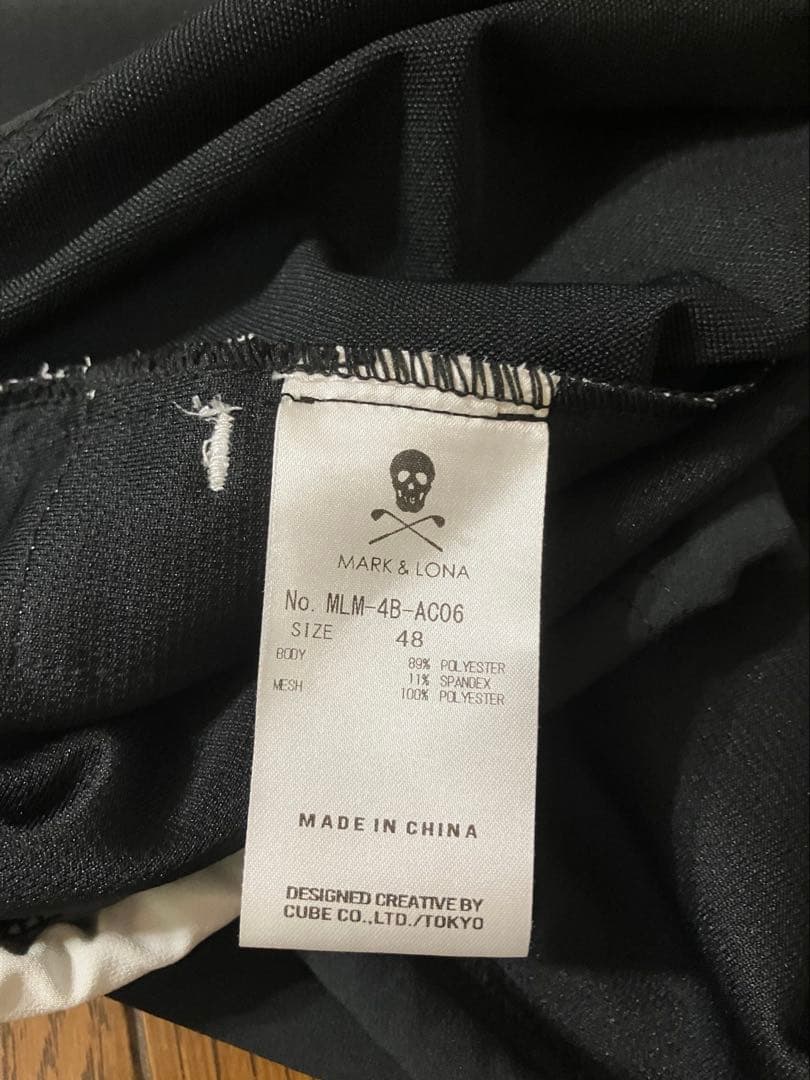 MARK & LONA
No. MLM-4B-AC06
SIZE 48
BODY 89% POLYESTER
11% SPANDEX
MESH 100% POLYESTER
MADE IN CHINA
DESIGNED CREATIVE BY
CUBE CO.,LTD./TOKYO